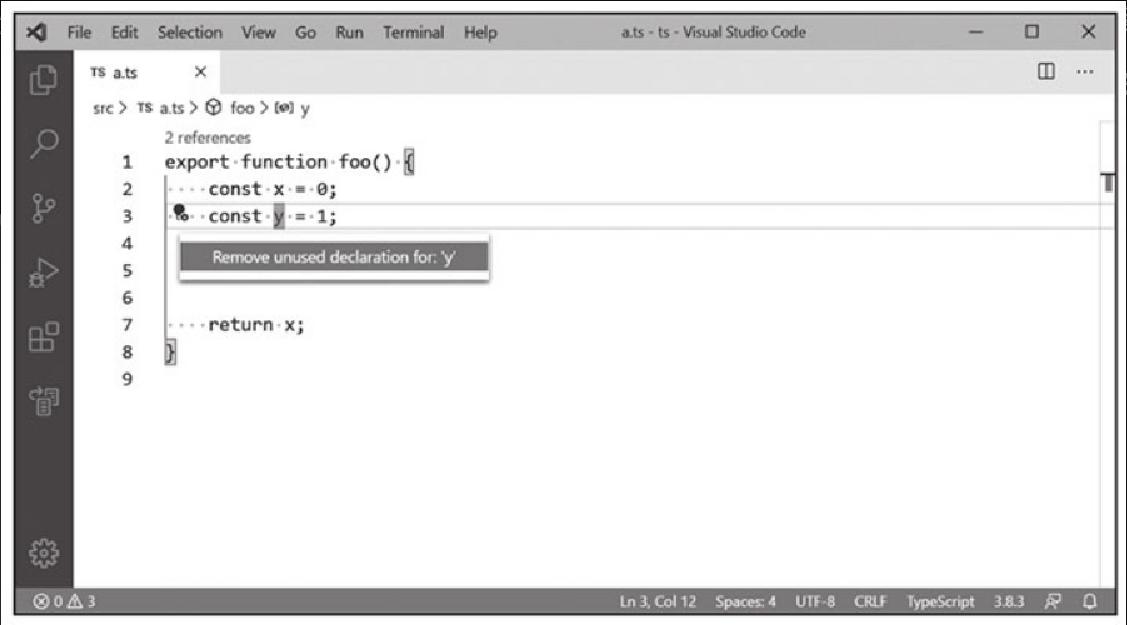 File Edit Selection View Go Run Terminal Help a.ts - ts - Visual Studio Code
TS a.ts
src > TS a.ts > foo > y
2 references
1 export·function·foo()·{
2 ····const·x·=·0;
3 ····const·y·=·1;
4
Remove unused declaration for: 'y'
5
6
7 ····return·x;
8 }
9
0 3 Ln 3, Col 12 Spaces: 4 UTF-8 CRLF TypeScript 3.8.3